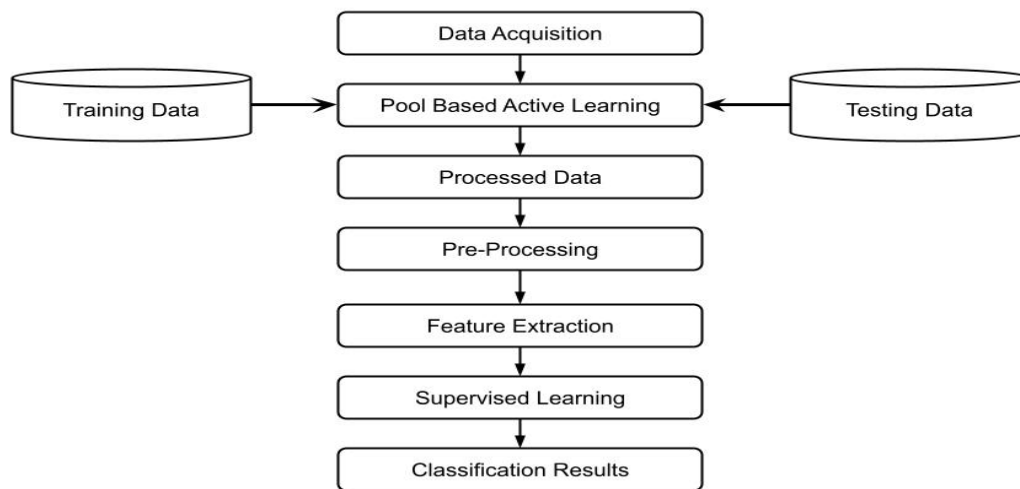 Data Acquisition
Training Data
Pool Based Active Learning
Testing Data
Processed Data
Pre-Processing
Feature Extraction
Supervised Learning
Classification Results